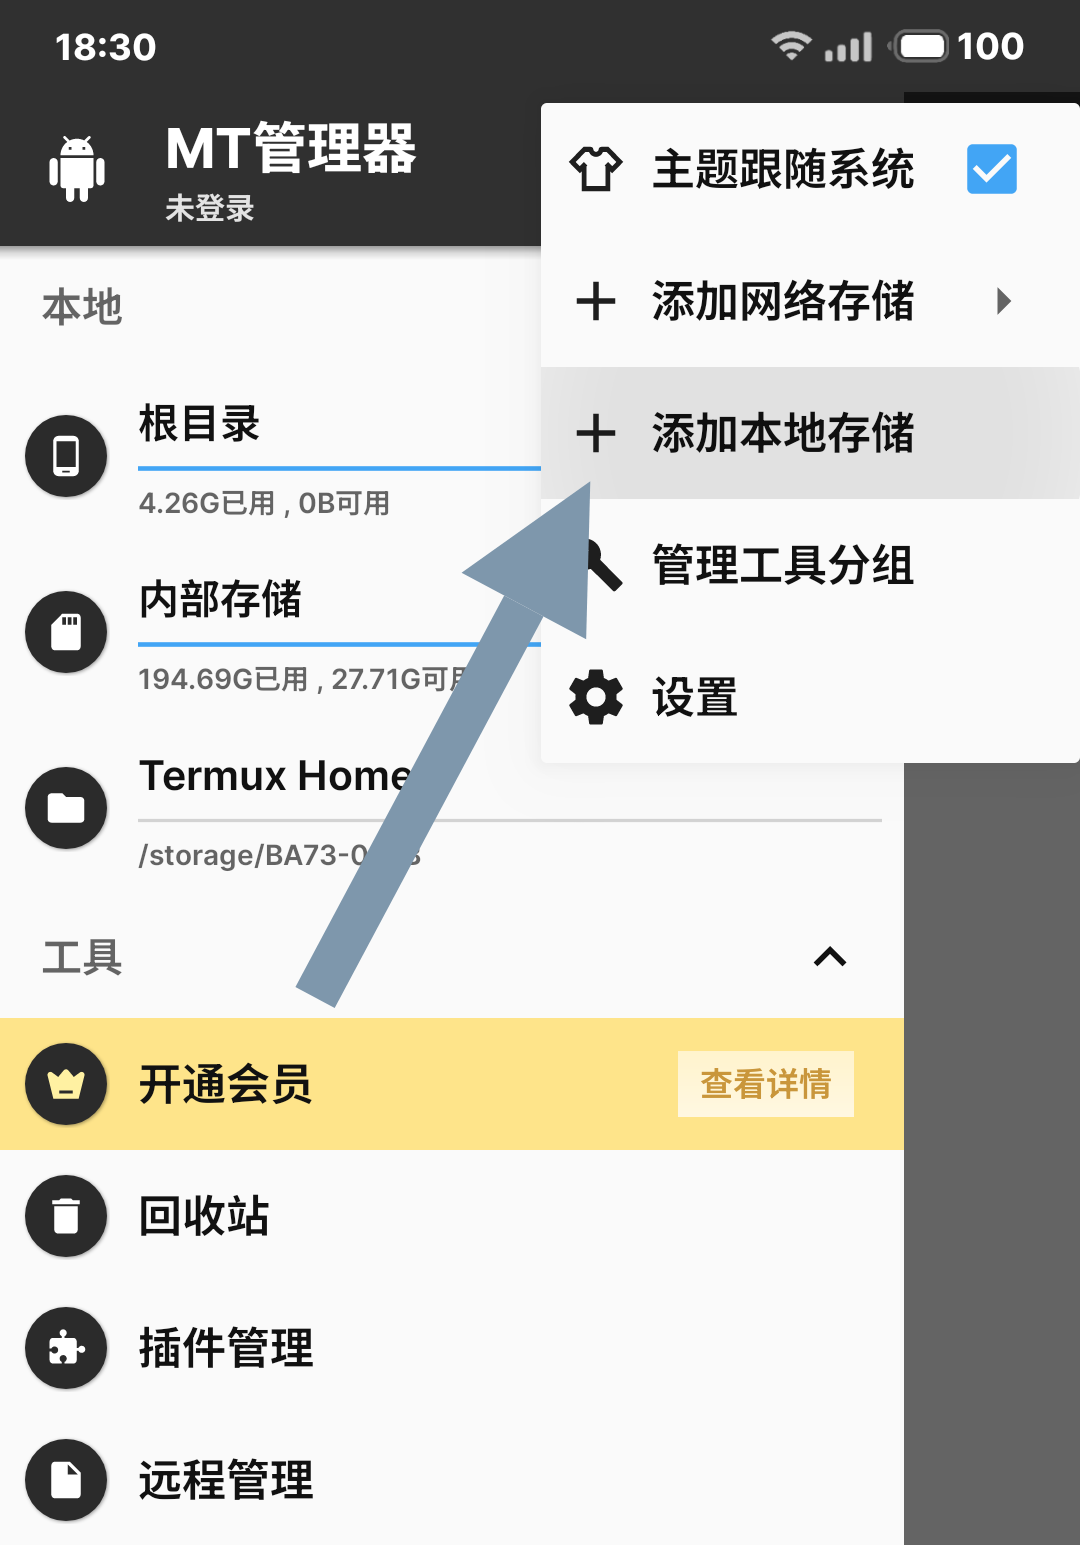 18:30
100
MT管理器
未登录
主题跟随系统
添加网络存储
添加本地存储
管理工具分组
设置
本地
根目录
4.26G已用 , 0B可用
内部存储
194.69G已用 , 27.71G可用
Termux Home
/storage/BA73-
工具
开通会员
查看详情
回收站
插件管理
远程管理